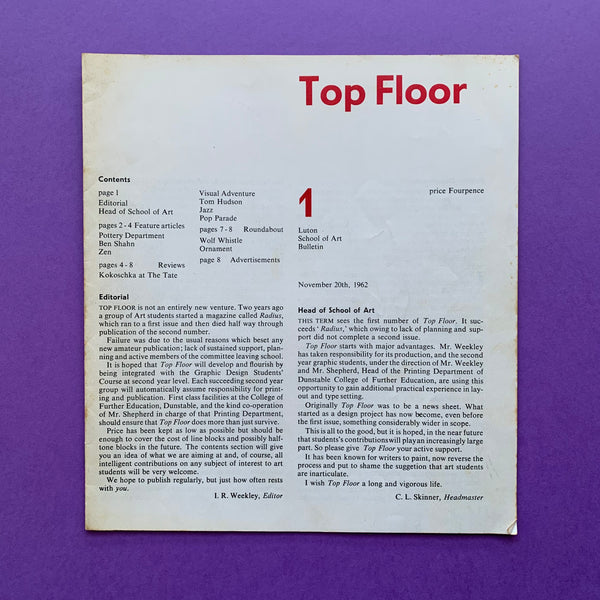 Top Floor
Contents
page 1
Editorial
Head of School of Art
pages 2 - 4 Feature articles
Pottery Department
Ben Shahn
Zen
pages 4 - 8 Reviews
Kokoschka at The Tate
Visual Adventure
Tom Hudson
Jazz
Pop Parade
pages 7 - 8 Roundabout
Wolf Whistle
Ornament
page 8 Advertisements
1
price Fourpence
Luton
School of Art
Bulletin
November 20th, 1962
Editorial
TOP FLOOR is not an entirely new venture. Two years ago
a group of Art students started a magazine called Radius,
which ran to a first issue and then died half way through
publication of the second number.
Failure was due to the usual reasons which beset any
new amateur publication; lack of sustained support, plan-
ning and active members of the committee leaving school.
It is hoped that Top Floor will develop and flourish by
being integrated with the Graphic Design Students'
Course at second year level. Each succeeding second year
group will automatically assume responsibility for print-
ing and publication. First class facilities at the College of
Further Education, Dunstable, and the kind co-operation
of Mr. Shepherd in charge of that Printing Department,
should ensure that Top Floor does more than just survive.
Price has been kept as low as possible but should be
enough to cover the cost of line blocks and possibly half-
tone blocks in the future. The contents section will give
you an idea of what we are aiming at and, of course, all
intelligent contributions on any subject of interest to art
students will be very welcome.
We hope to publish regularly, but just how often rests
with you.
I. R. Weekley, Editor
Head of School of Art
THIS TERM sees the first number of Top Floor. It suc-
ceeds 'Radius,' which owing to lack of planning and sup-
port did not complete a second issue.
Top Floor starts with major advantages. Mr. Weekley
has taken responsibility for its production, and the second
year graphic students, under the direction of Mr. Weekley
and Mr. Shepherd, Head of the Printing Department of
Dunstable College of Further Education, are using this
opportunity to gain additional practical experience in lay-
out and type setting.
Originally Top Floor was to be a news sheet. What
started as a design project has now become, even before
the first issue, something considerably wider in scope.
This is all to the good, but it is hoped, in the near future
that students's contributions will play an increasingly large
part. So please give Top Floor your active support.
It has been known for writers to paint, now reverse the
process and put to shame the suggetion that art students
are inarticulate.
I wish Top Floor a long and vigorous life.
C. L. Skinner, Headmaster